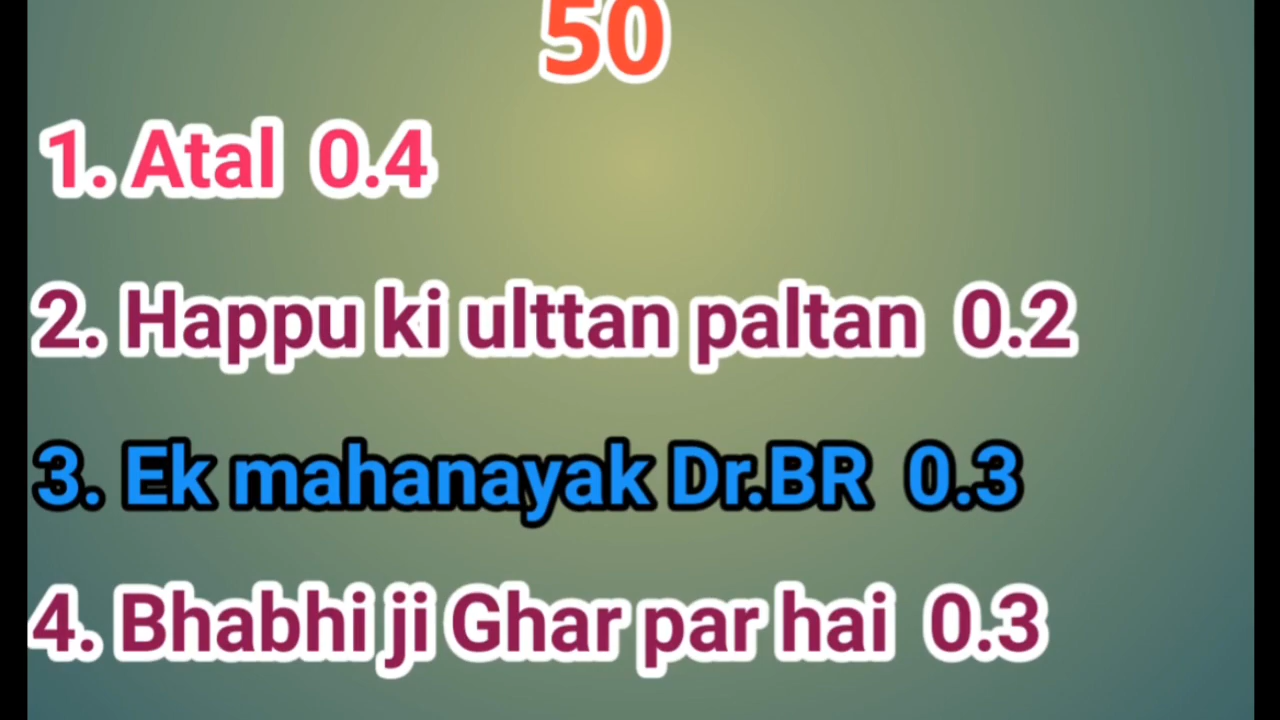 50
1. Atal 0.4
2. Happu ki ulttan paltan 0.2
3. Ek mahanayak Dr.BR 0.3
4. Bhabhi ji Ghar par hai 0.3